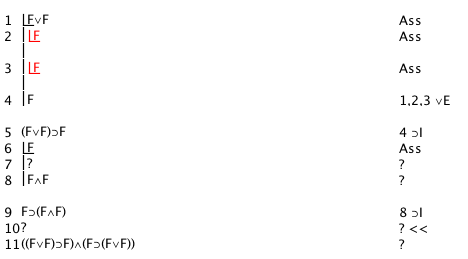 1 F∨F Ass
2 F Ass
3 F Ass
4 F 1,2,3 ∨E
5 (F∨F)⊃F 4 ⊃I
6 F Ass
7 ? ?
8 F∧F ?
9 F⊃(F∧F) 8 ⊃I
10? ? <<
11((F∨F)⊃F)∧(F⊃(F∨F)) ?